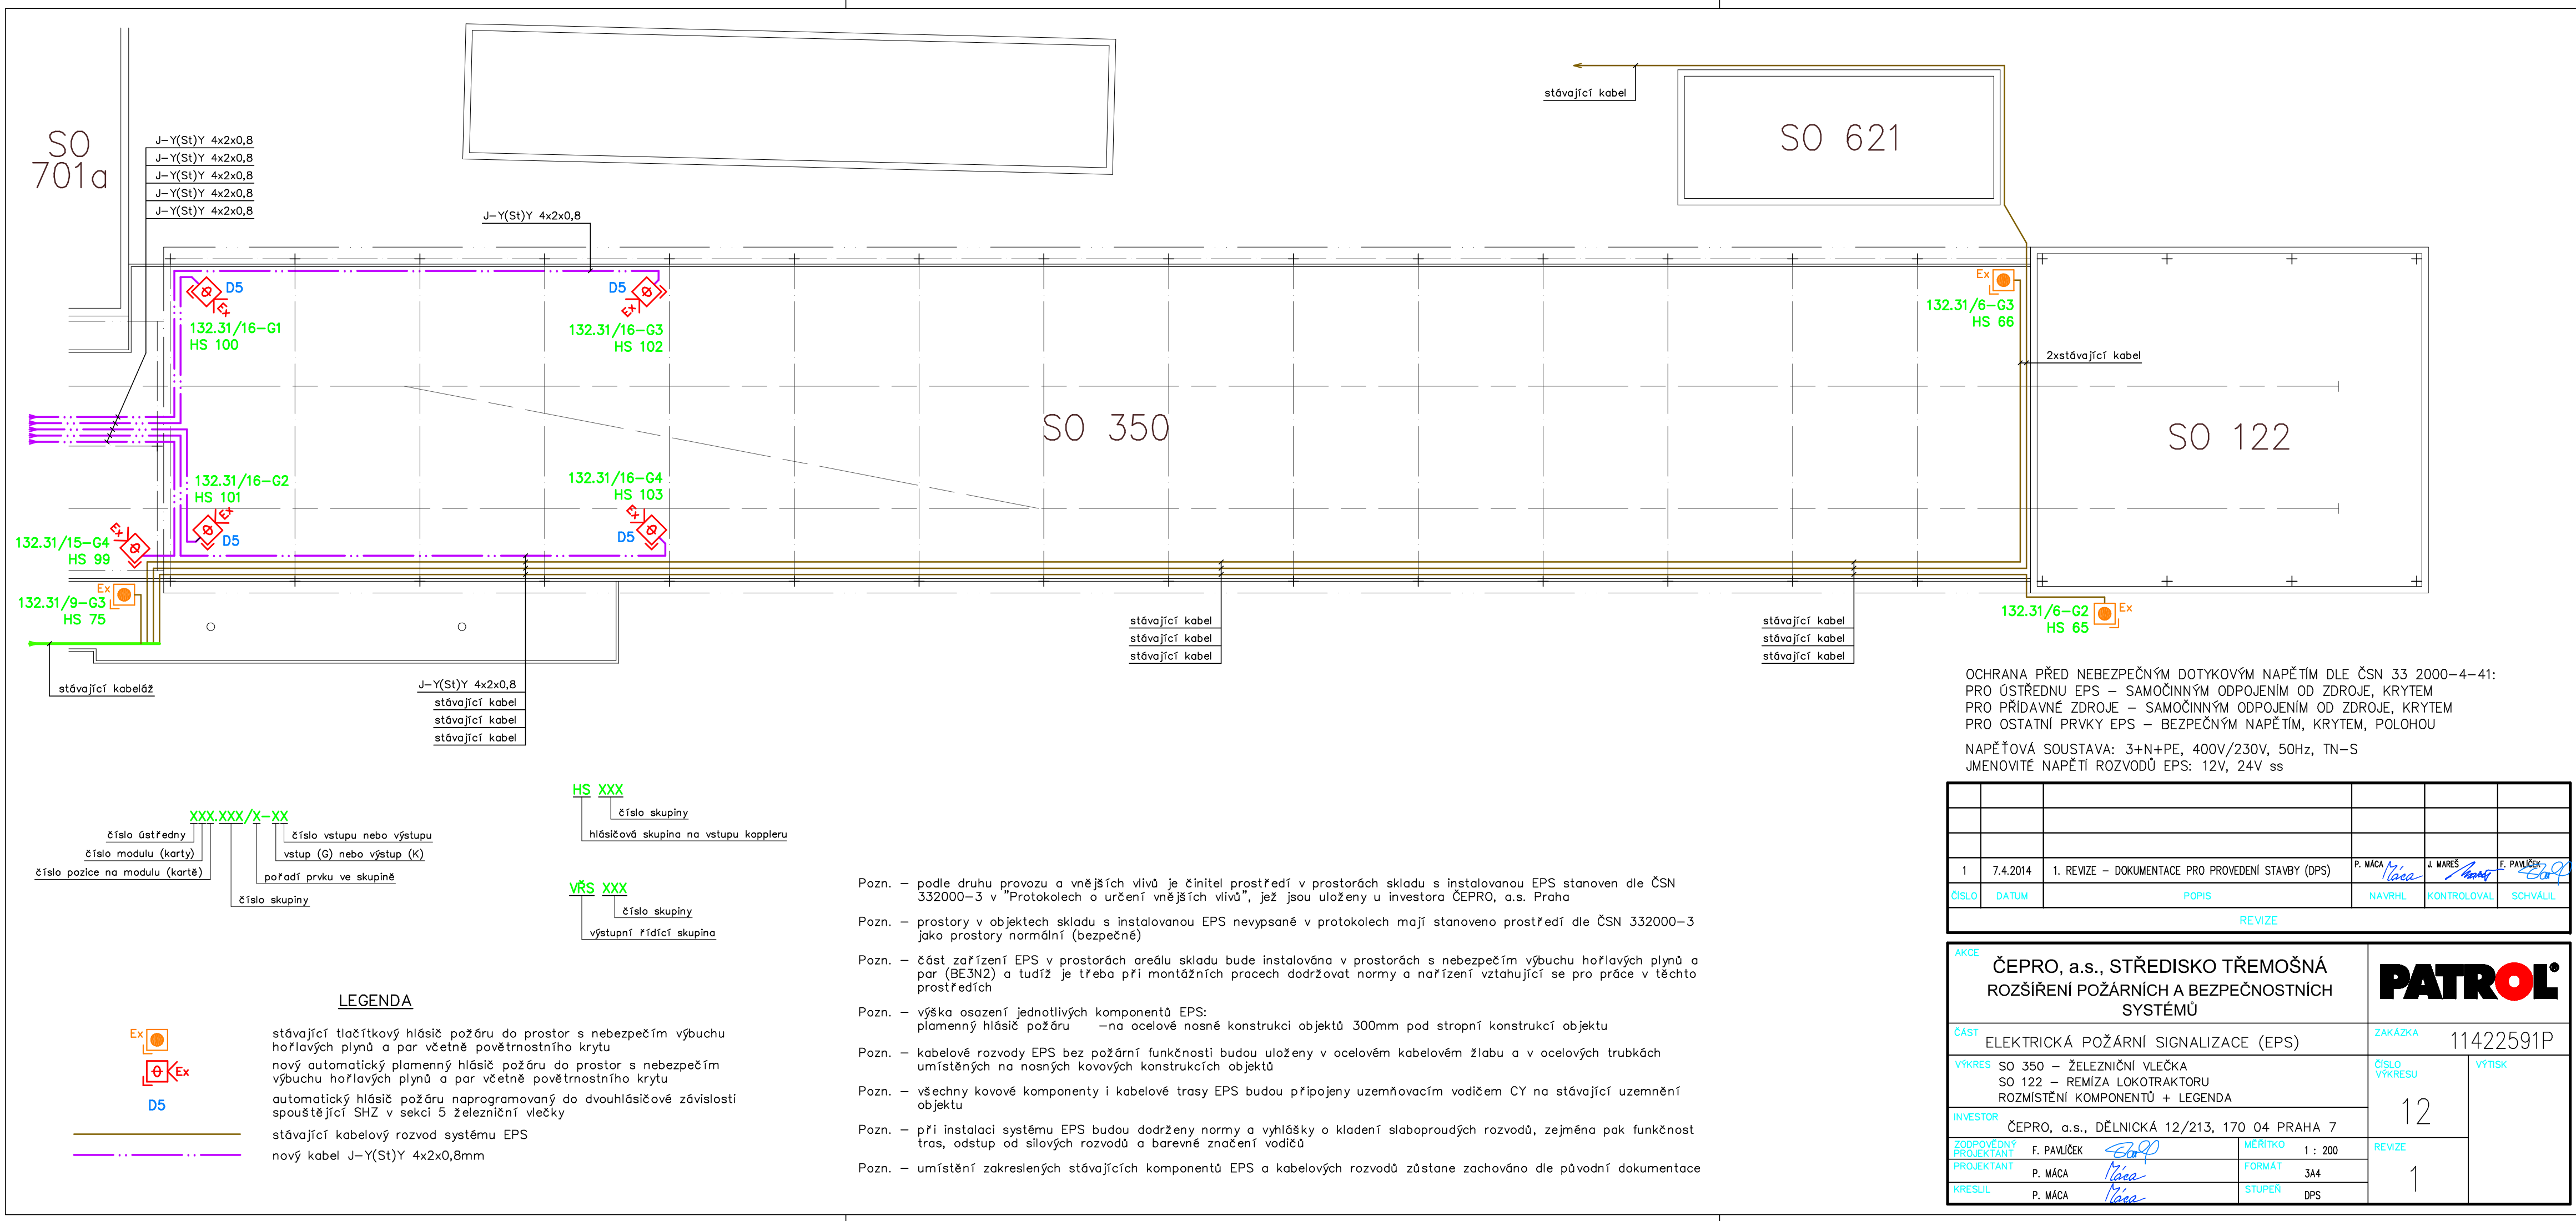 SO
701a
J-Y(St)Y 4x2x0,8
J-Y(St)Y 4x2x0,8
J-Y(St)Y 4x2x0,8
J-Y(St)Y 4x2x0,8
J-Y(St)Y 4x2x0,8
J-Y(St)Y 4x2x0,8
stávající kabel
SO 621
D5
Ex
132.31/16-G1
HS 100
D5
Ex
132.31/16-G3
HS 102
Ex
132.31/6-G3
HS 66
2xstávající kabel
SO 350
SO 122
132.31/16-G2
HS 101
Ex
D5
132.31/16-G4
HS 103
Ex
D5
Ex
132.31/15-G4
HS 99
Ex
132.31/9-G3
HS 75
stávající kabeláž
J-Y(St)Y 4x2x0,8
stávající kabel
stávající kabel
stávající kabel
stávající kabel
stávající kabel
stávající kabel
stávající kabel
stávající kabel
stávající kabel
132.31/6-G2
HS 65
Ex
OCHRANA PŘED NEBEZPEČNÝM DOTYKOVÝM NAPĚTÍM DLE ČSN 33 2000-4-41:
PRO ÚSTŘEDNU EPS - SAMOČINNÝM ODPOJENÍM OD ZDROJE, KRYTEM
PRO PŘÍDAVNÉ ZDROJE - SAMOČINNÝM ODPOJENÍM OD ZDROJE, KRYTEM
PRO OSTATNÍ PRVKY EPS - BEZPEČNÝM NAPĚTÍM, KRYTEM, POLOHOU
NAPĚŤOVÁ SOUSTAVA: 3+N+PE, 400V/230V, 50Hz, TN-S
JMENOVITÉ NAPĚTÍ ROZVODŮ EPS: 12V, 24V ss
XXX.XXX/X-XX
číslo ústředny
číslo modulu (karty)
číslo pozice na modulu (kartě)
číslo vstupu nebo výstupu
vstup (G) nebo výstup (K)
pořadí prvku ve skupině
číslo skupiny
HS XXX
číslo skupiny
hlásičová skupina na vstupu koppleru
VŘS XXX
číslo skupiny
výstupní řídící skupina
LEGENDA
Ex
stávající tlačítkový hlásič požáru do prostor s nebezpečím výbuchu
hořlavých plynů a par včetně povětrnostního krytu
Ex
nový automatický plamenný hlásič požáru do prostor s nebezpečím
výbuchu hořlavých plynů a par včetně povětrnostního krytu
D5
automatický hlásič požáru naprogramovaný do dvouhlásičové závislosti
spouštějící SHZ v sekci 5 železniční vlečky
stávající kabelový rozvod systému EPS
nový kabel J-Y(St)Y 4x2x0,8mm
Pozn. - podle druhu provozu a vnějších vlivů je činitel prostředí v prostorách skladu s instalovanou EPS stanoven dle ČSN
332000-3 v "Protokolech o určení vnějších vlivů", jež jsou uloženy u investora ČEPRO, a.s. Praha
Pozn. - prostory v objektech skladu s instalovanou EPS nevypsané v protokolech mají stanoveno prostředí dle ČSN 332000-3
jako prostory normální (bezpečné)
Pozn. - část zařízení EPS v prostorách areálu skladu bude instalována v prostorách s nebezpečím výbuchu hořlavých plynů a
par (BE3N2) a tudíž je třeba při montážních pracech dodržovat normy a nařízení vztahující se pro práce v těchto
prostředích
Pozn. - výška osazení jednotlivých komponentů EPS:
plamenný hlásič požáru -na ocelové nosné konstrukci objektů 300mm pod stropní konstrukcí objektu
Pozn. - kabelové rozvody EPS bez požární funkčnosti budou uloženy v ocelovém kabelovém žlabu a v ocelových trubkách
umístěných na nosných kovových konstrukcích objektů
Pozn. - všechny kovové komponenty i kabelové trasy EPS budou připojeny uzemňovacím vodičem CY na stávající uzemnění
objektu
Pozn. - při instalaci systému EPS budou dodrženy normy a vyhlášky o kladení slaboproudých rozvodů, zejména pak funkčnost
tras, odstup od silových rozvodů a barevné značení vodičů
Pozn. - umístění zakreslených stávajících komponentů EPS a kabelových rozvodů zůstane zachováno dle původní dokumentace
1 7.4.2014 1. REVIZE - DOKUMENTACE PRO PROVEDENÍ STAVBY (DPS) P. MÁCA Máca J. MAREŠ F. PAVLÍČEK
ČÍSLO DATUM POPIS NAVRHL KONTROLOVAL SCHVÁLIL
REVIZE
AKCE
ČEPRO, a.s., STŘEDISKO TŘEMOŠNÁ
ROZŠÍŘENÍ POŽÁRNÍCH A BEZPEČNOSTNÍCH
SYSTÉMŮ
PATROL®
ČÁST
ELEKTRICKÁ POŽÁRNÍ SIGNALIZACE (EPS)
ZAKÁZKA
11422591P
VÝKRES
SO 350 - ŽELEZNIČNÍ VLEČKA
SO 122 - REMÍZA LOKOTRAKTORU
ROZMÍSTĚNÍ KOMPONENTŮ + LEGENDA
ČÍSLO
VÝKRESU
12
VÝTISK
INVESTOR
ČEPRO, a.s., DĚLNICKÁ 12/213, 170 04 PRAHA 7
ZODPOVĚDNÝ
PROJEKTANT
F. PAVLÍČEK
MĚŘÍTKO
1 : 200
REVIZE
1
PROJEKTANT
P. MÁCA
Máca
FORMÁT
3A4
KRESLIL
P. MÁCA
Máca
STUPEŇ
DPS